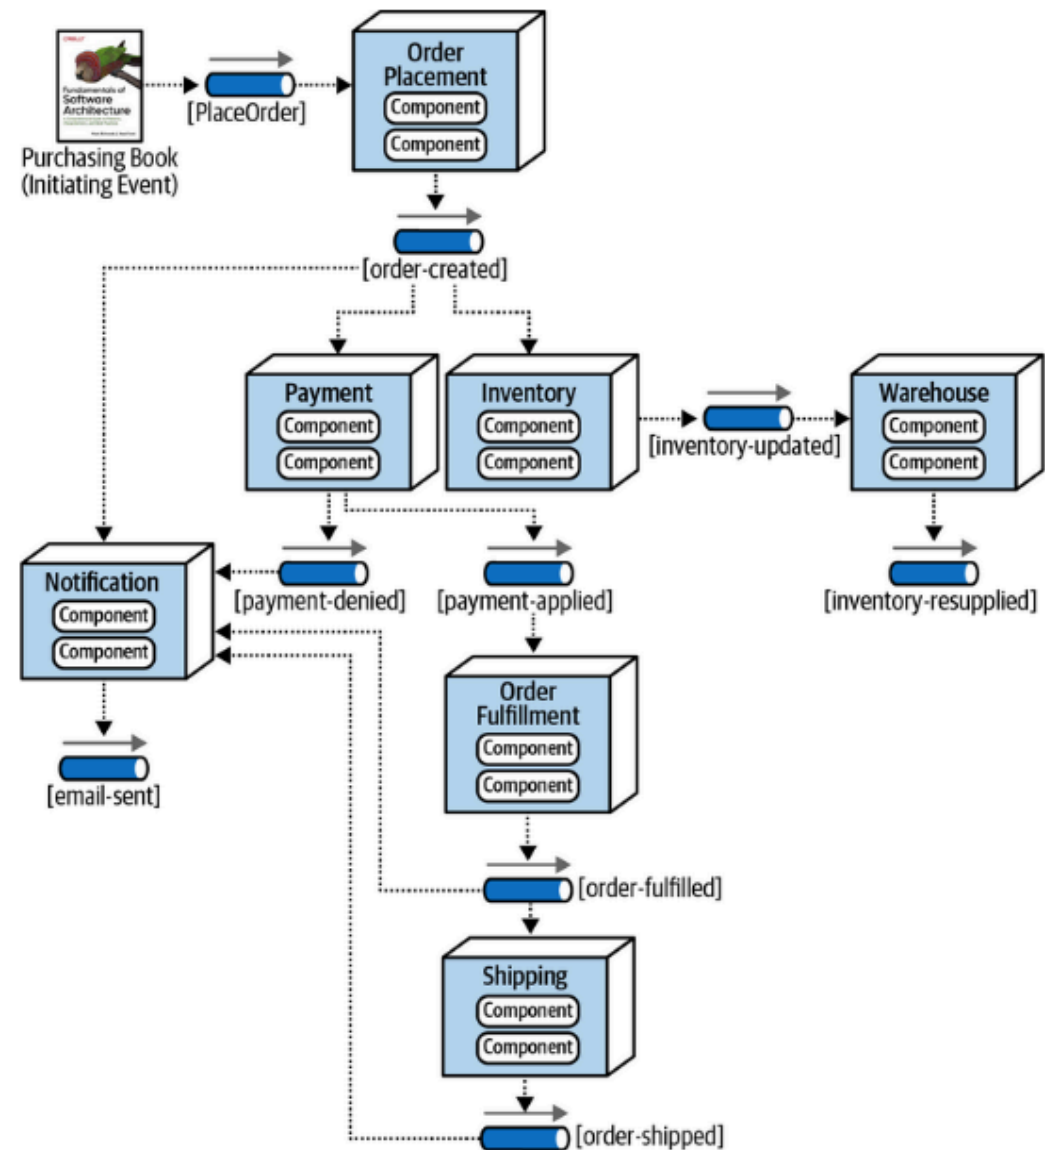 O'REILLY
Fundamentals of
Software
Architecture
Purchasing Book
(Initiating Event)
[PlaceOrder]
Order
Placement
Component
Component
[order-created]
Payment
Component
Component
Inventory
Component
Component
[inventory-updated]
Warehouse
Component
Component
Notification
Component
Component
[payment-denied]
[payment-applied]
[inventory-resupplied]
[email-sent]
Order
Fulfillment
Component
Component
[order-fulfilled]
Shipping
Component
Component
[order-shipped]